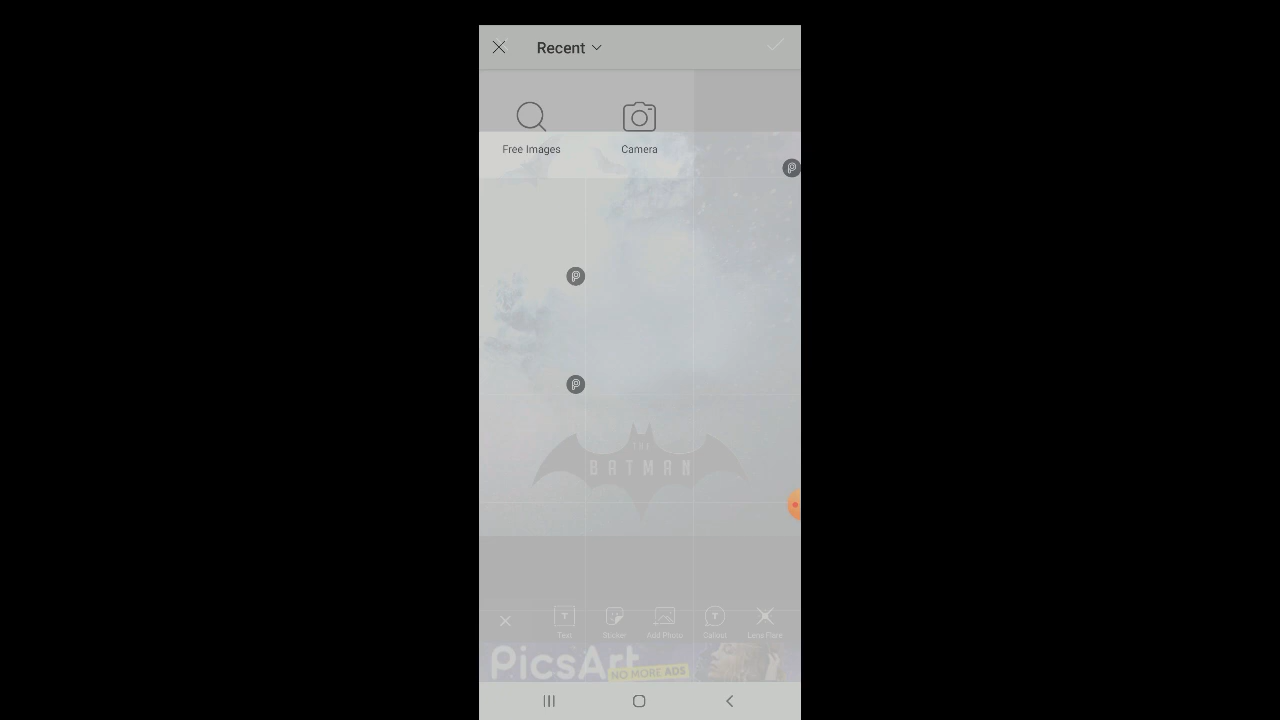 Recent
Free Images
Camera
THE
BATMAN
Text
Sticker
Add Photo
Callout
Lens Flare
PicsArt
NO MORE ADS